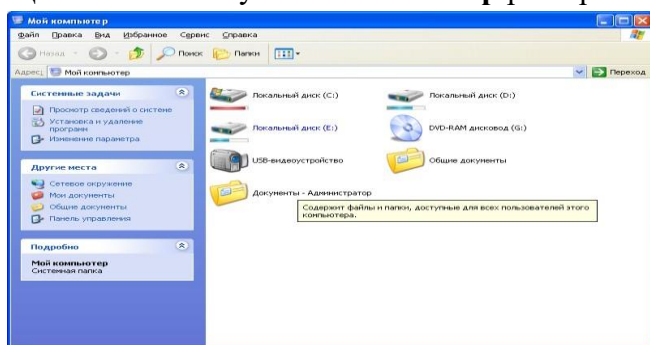 Мой компьютер
Файл Правка Вид Избранное Сервис Справка
Назад Поиск Папки
Адрес: Мой компьютер Переход
Системные задачи
Просмотр сведений о системе
Установка и удаление
программ
Изменение параметра
Другие места
Сетевое окружение
Мои документы
Общие документы
Панель управления
Подробно
Мой компьютер
Системная папка
Локальный диск (C:) Локальный диск (D:)
Локальный диск (E:) DVD-RAM дисковод (G:)
USB-видеоустройство Общие документы
Документы - Администратор
Содержит файлы и папки, доступные для всех пользователей этого
компьютера.